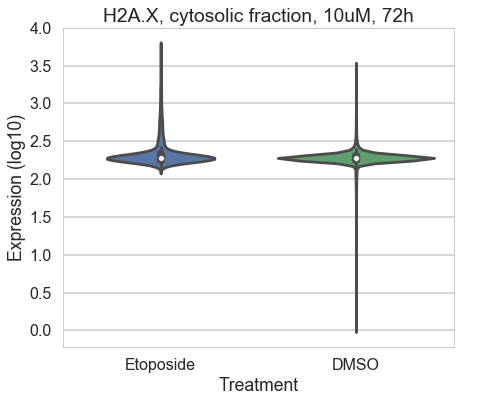 H2A.X, cytosolic fraction, 10uM, 72h
4.0
3.5
3.0
2.5
2.0
1.5
1.0
0.5
0.0
Expression (log10)
Etoposide DMSO
Treatment